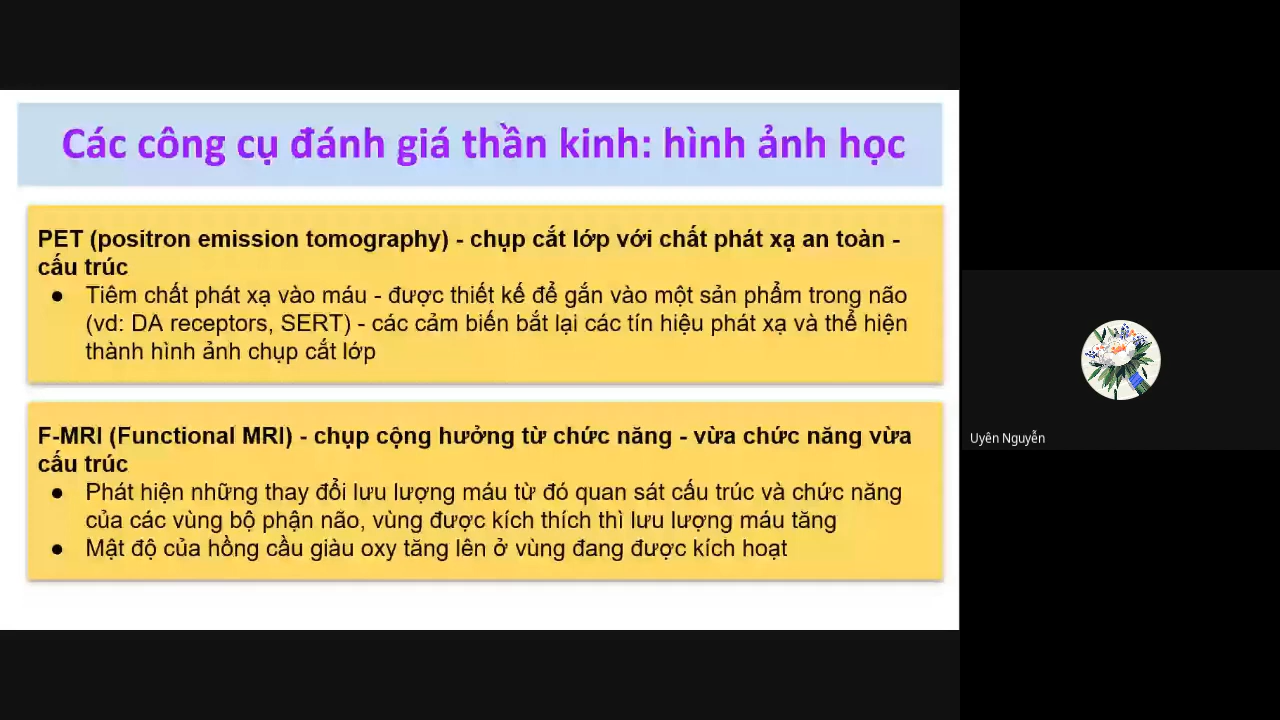 Các công cụ đánh giá thần kinh: hình ảnh học
PET (positron emission tomography) - chụp cắt lớp với chất phát xạ an toàn -
cấu trúc
● Tiêm chất phát xạ vào máu - được thiết kế để gắn vào một sản phẩm trong não
(vd: DA receptors, SERT) - các cảm biến bắt lại các tín hiệu phát xạ và thể hiện
thành hình ảnh chụp cắt lớp
F-MRI (Functional MRI) - chụp cộng hưởng từ chức năng - vừa chức năng vừa
cấu trúc
● Phát hiện những thay đổi lưu lượng máu từ đó quan sát cấu trúc và chức năng
của các vùng bộ phận não, vùng được kích thích thì lưu lượng máu tăng
● Mật độ của hồng cầu giàu oxy tăng lên ở vùng đang được kích hoạt
Uyên Nguyễn